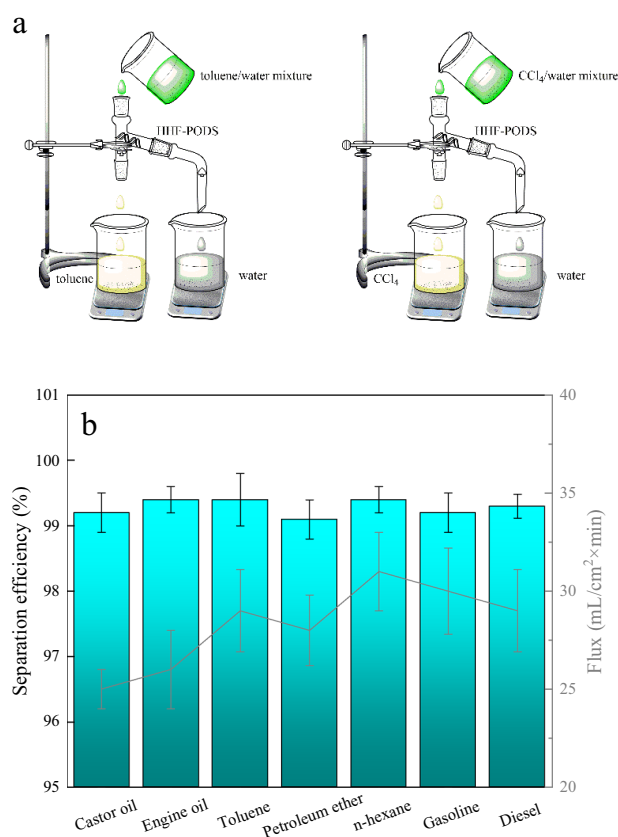 a
toluene/water mixture
HHF-PODS
toluene
water
CCl₄/water mixture
HHF-PODS
CCl₄
water
b
Separation efficiency (%)
101
100
99
98
97
96
95
Flux (mL/cm²×min)
40
35
30
25
20
Castor oil
Engine oil
Toluene
Petroleum ether
n-hexane
Gasoline
Diesel